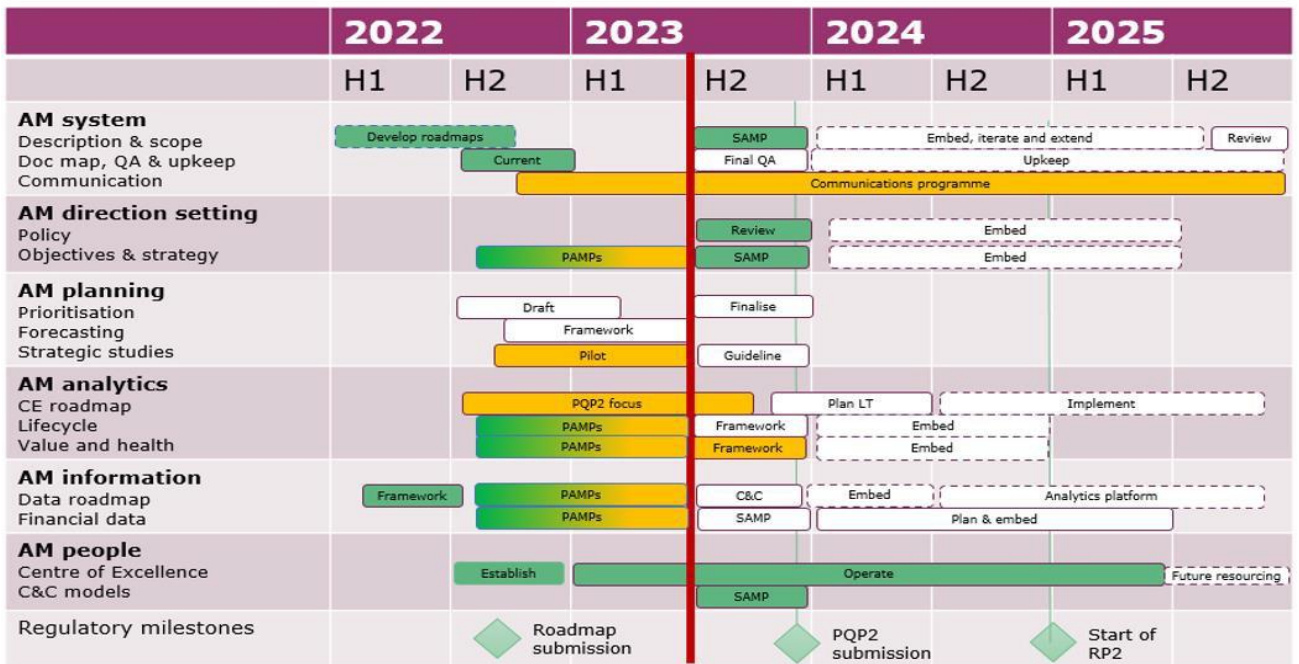 2022 2023 2024 2025
H1 H2 H1 H2 H1 H2 H1 H2
AM system
Description & scope
Develop roadmaps SAMP Embed, iterate and extend Review
Doc map, QA & upkeep
Current Final QA Upkeep
Communication
Communications programme
AM direction setting
Policy
Review Embed
Objectives & strategy
PAMPs SAMP Embed
AM planning
Prioritisation
Draft Finalise
Forecasting
Framework
Strategic studies
Pilot Guideline
AM analytics
CE roadmap
PQP2 focus Plan LT Implement
Lifecycle
PAMPs Framework Embed
Value and health
PAMPs Framework Embed
AM information
Data roadmap
Framework PAMPs C&C Embed Analytics platform
Financial data
PAMPs SAMP Plan & embed
AM people
Centre of Excellence
Establish Operate Future resourcing
C&C models
SAMP
Regulatory milestones
Roadmap
submission
PQP2
submission
Start of
RP2